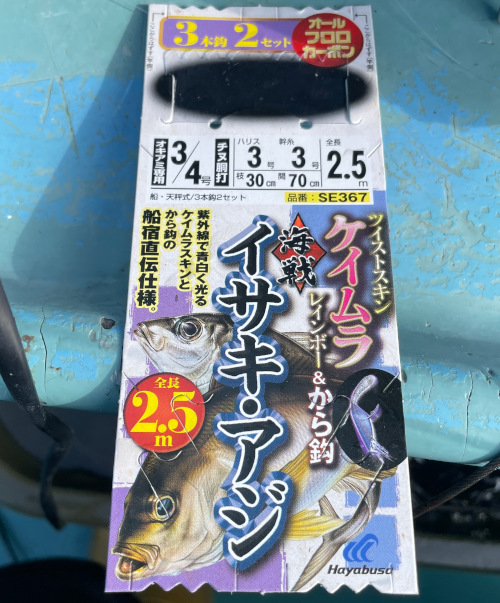 3本鈎2セット
オール
フロロ
カーボン
オキアミ専用
3/4号
チヌ胴打
ハリス
3号
枝30cm
幹糸
3号
間70cm
全長
2.5m
船・天秤式/3本鈎2セット
品番:SE367
ツイストスキン
ケイムラ
レインボー&から鈎
海戦
イサキ・アジ
紫外線で青白く光る
ケイムラスキンと
から鈎の
船宿直伝仕様。
全長
2.5m
Hayabusa